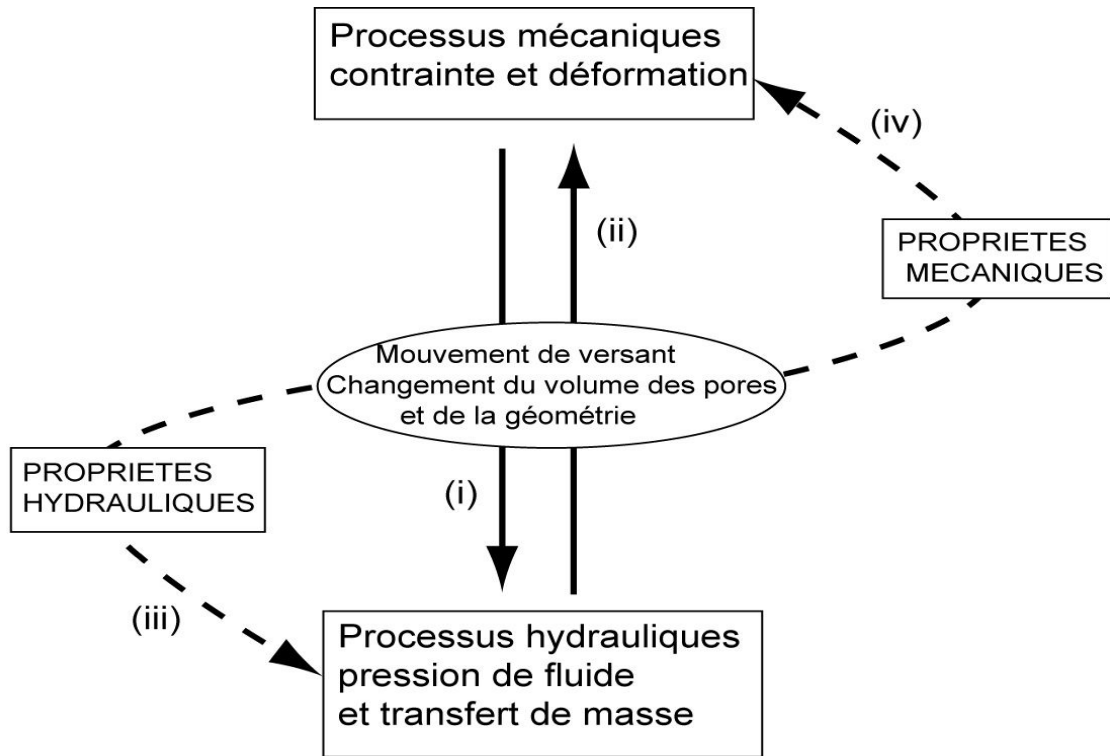 Processus mécaniques
contrainte et déformation
(iv)
(ii)
PROPRIETES
MECANIQUES
Mouvement de versant
Changement du volume des pores
et de la géométrie
PROPRIETES
HYDRAULIQUES
(i)
(iii)
Processus hydrauliques
pression de fluide
et transfert de masse